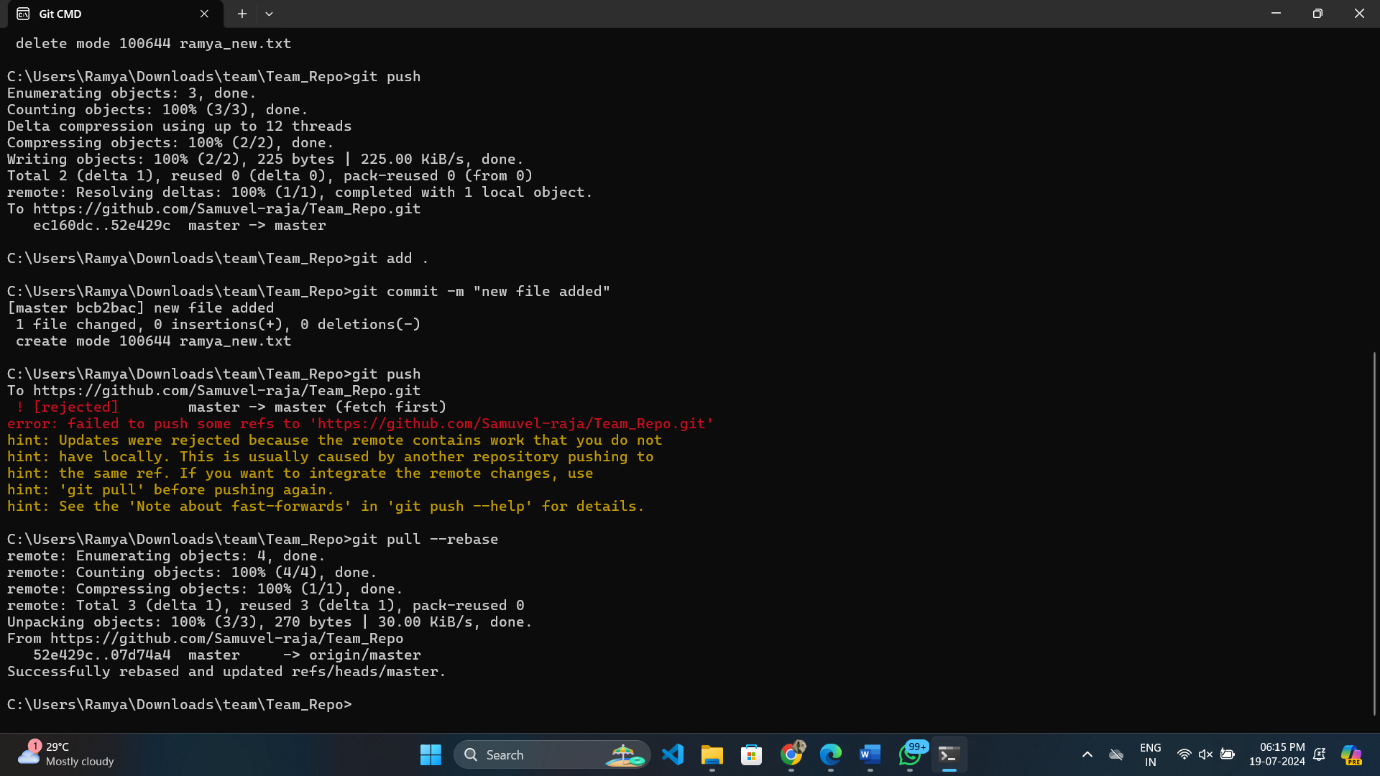 Git CMD
delete mode 100644 ramya_new.txt
C:\Users\Ramya\Downloads\team\Team_Repo>git push
Enumerating objects: 3, done.
Counting objects: 100% (3/3), done.
Delta compression using up to 12 threads
Compressing objects: 100% (2/2), done.
Writing objects: 100% (2/2), 225 bytes | 225.00 KiB/s, done.
Total 2 (delta 1), reused 0 (delta 0), pack-reused 0 (from 0)
remote: Resolving deltas: 100% (1/1), completed with 1 local object.
To https://github.com/Samuvel-raja/Team_Repo.git
ec160dc..52e429c  master -> master
C:\Users\Ramya\Downloads\team\Team_Repo>git add .
C:\Users\Ramya\Downloads\team\Team_Repo>git commit -m "new file added"
[master bcb2bac] new file added
1 file changed, 0 insertions(+), 0 deletions(-)
create mode 100644 ramya_new.txt
C:\Users\Ramya\Downloads\team\Team_Repo>git push
To https://github.com/Samuvel-raja/Team_Repo.git
! [rejected]        master -> master (fetch first)
error: failed to push some refs to 'https://github.com/Samuvel-raja/Team_Repo.git'
hint: Updates were rejected because the remote contains work that you do not
hint: have locally. This is usually caused by another repository pushing to
hint: the same ref. If you want to integrate the remote changes, use
hint: 'git pull' before pushing again.
hint: See the 'Note about fast-forwards' in 'git push --help' for details.
C:\Users\Ramya\Downloads\team\Team_Repo>git pull --rebase
remote: Enumerating objects: 4, done.
remote: Counting objects: 100% (4/4), done.
remote: Compressing objects: 100% (1/1), done.
remote: Total 3 (delta 1), reused 3 (delta 1), pack-reused 0
Unpacking objects: 100% (3/3), 270 bytes | 30.00 KiB/s, done.
From https://github.com/Samuvel-raja/Team_Repo
52e429c..07d74a4  master     -> origin/master
Successfully rebased and updated refs/heads/master.
C:\Users\Ramya\Downloads\team\Team_Repo>
1
29°C
Mostly cloudy
Search
99+
ENG
IN
06:15 PM
19-07-2024
PRE